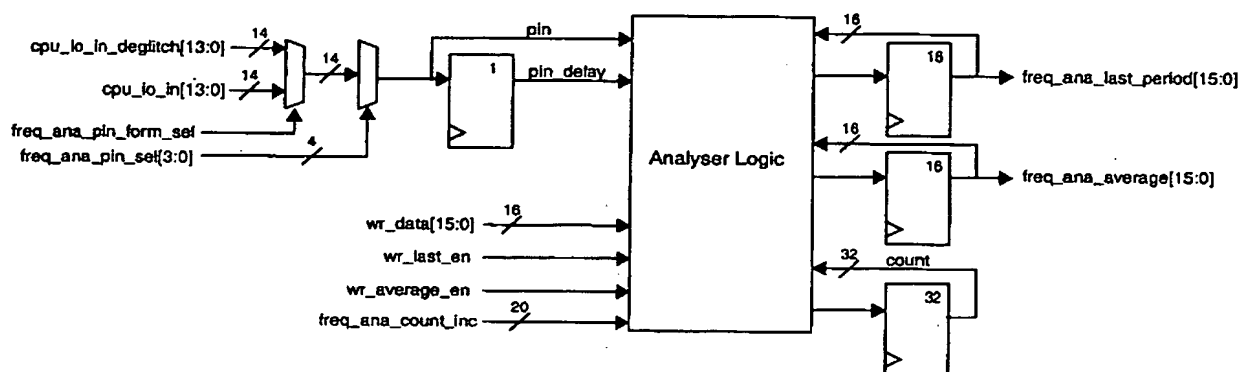 cpu_io_in_deglitch[13:0]
14
14
cpu_io_in[13:0]
14
freq_ana_pin_form_sel
freq_ana_pin_sel[3:0]
4
1
pin
pin_delay
Analyser Logic
wr_data[15:0]
16
wr_last_en
wr_average_en
freq_ana_count_inc
20
16
16
freq_ana_last_period[15:0]
16
16
freq_ana_average[15:0]
32
count
32